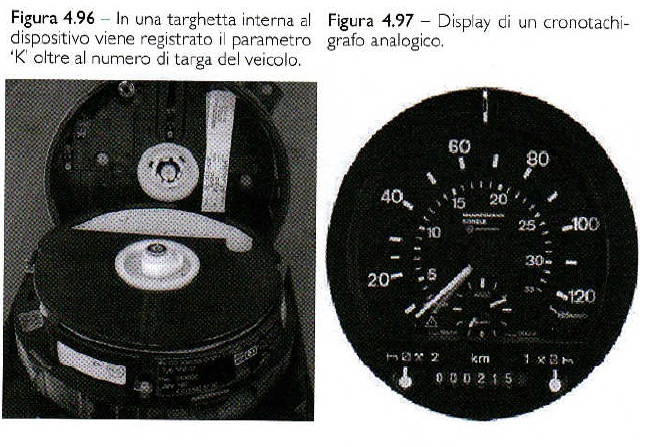 Figura 4.96 – In una targhetta interna al
dispositivo viene registrato il parametro
'K' oltre al numero di targa del veicolo.
Figura 4.97 – Display di un cronotachi-
grafo analogico.
60
80
40
15
20
100
10
25
20
30
5
120
2
km
1
000215